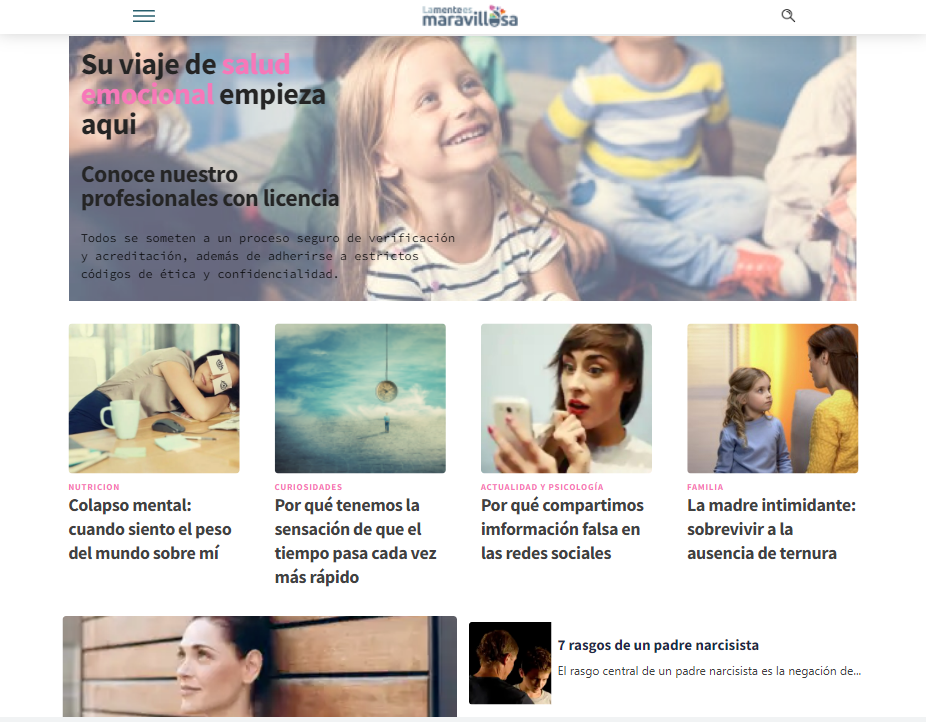 La mente es
maravillosa
Su viaje de salud
emocional empieza
aqui
Conoce nuestro
profesionales con licencia
Todos se someten a un proceso seguro de verificación
y acreditación, además de adherirse a estrictos
códigos de ética y confidencialidad.
NUTRICION
Colapso mental:
cuando siento el peso
del mundo sobre mí
CURIOSIDADES
Por qué tenemos la
sensación de que el
tiempo pasa cada vez
más rápido
ACTUALIDAD Y PSICOLOGÍA
Por qué compartimos
imformación falsa en
las redes sociales
FAMILIA
La madre intimidante:
sobrevivir a la
ausencia de ternura
7 rasgos de un padre narcisista
El rasgo central de un padre narcisista es la negación de...